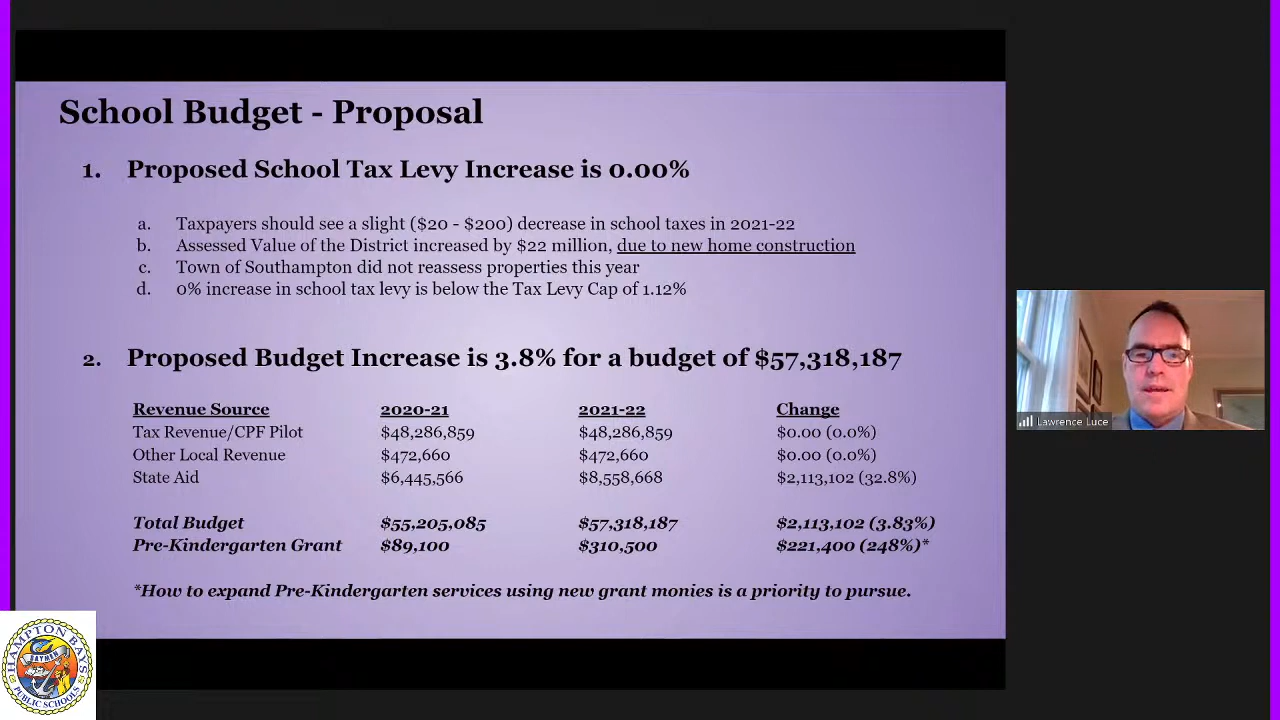 School Budget - Proposal
1. Proposed School Tax Levy Increase is 0.00%
a. Taxpayers should see a slight ($20 - $200) decrease in school taxes in 2021-22
b. Assessed Value of the District increased by $22 million, due to new home construction
c. Town of Southampton did not reassess properties this year
d. 0% increase in school tax levy is below the Tax Levy Cap of 1.12%
2. Proposed Budget Increase is 3.8% for a budget of $57,318,187
Revenue Source 2020-21 2021-22 Change
Tax Revenue/CPF Pilot $48,286,859 $48,286,859 $0.00 (0.0%)
Other Local Revenue $472,660 $472,660 $0.00 (0.0%)
State Aid $6,445,566 $8,558,668 $2,113,102 (32.8%)
Total Budget $55,205,085 $57,318,187 $2,113,102 (3.83%)
Pre-Kindergarten Grant $89,100 $310,500 $221,400 (248%)*
*How to expand Pre-Kindergarten services using new grant monies is a priority to pursue.
Lawrence Luce
HAMPTON BAYS
BAYMEN
PUBLIC SCHOOLS